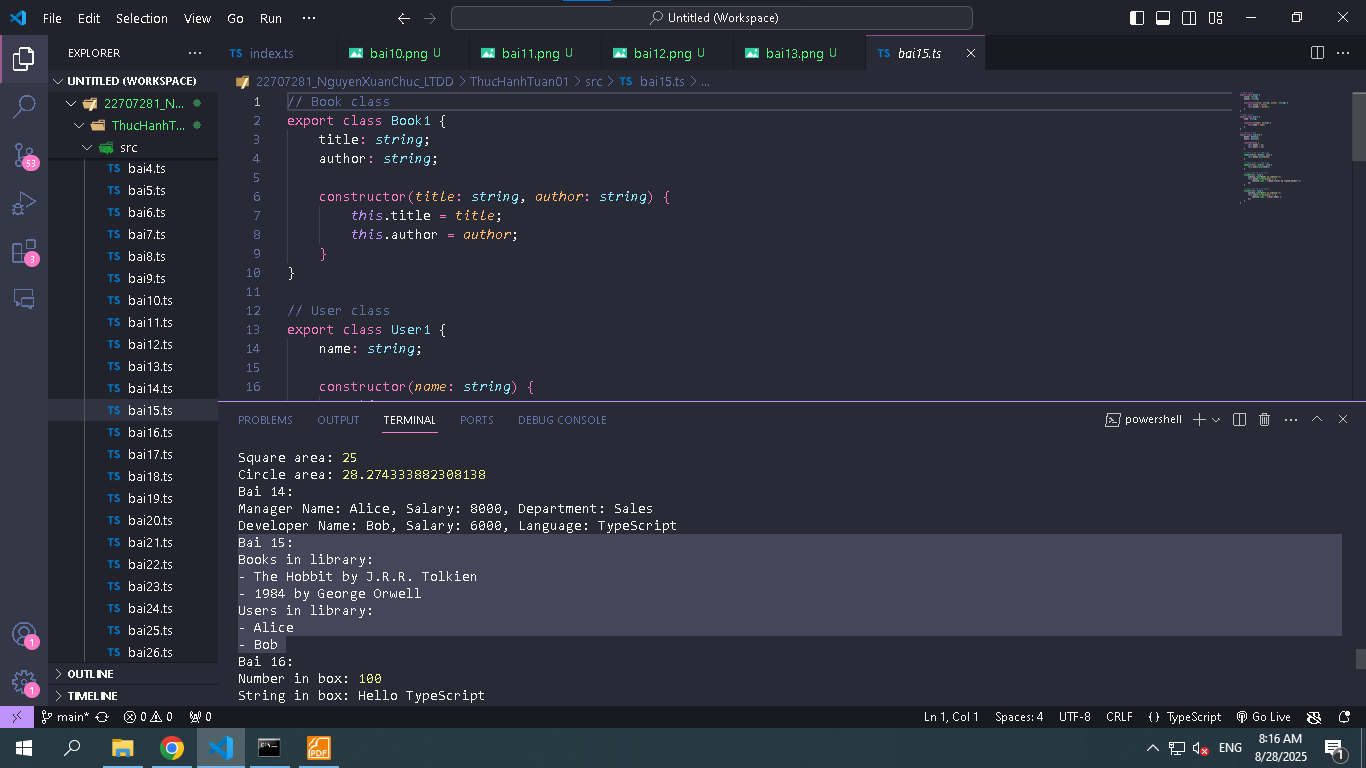 File Edit Selection View Go Run ··· Untitled (Workspace)
EXPLORER ···
UNTITLED (WORKSPACE)
22707281_N...
ThucHanhT...
src
TS bai4.ts
TS bai5.ts
TS bai6.ts
TS bai7.ts
TS bai8.ts
TS bai9.ts
TS bai10.ts
TS bai11.ts
TS bai12.ts
TS bai13.ts
TS bai14.ts
TS bai15.ts
TS bai16.ts
TS bai17.ts
TS bai18.ts
TS bai19.ts
TS bai20.ts
TS bai21.ts
TS bai22.ts
TS bai23.ts
TS bai24.ts
TS bai25.ts
TS bai26.ts
OUTLINE
TIMELINE
53
3
1
1
TS index.ts bai10.png U bai11.png U bai12.png U bai13.png U TS bai15.ts
22707281_NguyenXuanChuc_LTDD > ThucHanhTuan01 > src > TS bai15.ts > ...
1 // Book class
2 export class Book1 {
3 title: string;
4 author: string;
5
6 constructor(title: string, author: string) {
7 this.title = title;
8 this.author = author;
9 }
10 }
11
12 // User class
13 export class User1 {
14 name: string;
15
16 constructor(name: string) {
PROBLEMS OUTPUT TERMINAL PORTS DEBUG CONSOLE powershell ···
Square area: 25
Circle area: 28.274333882308138
Bai 14:
Manager Name: Alice, Salary: 8000, Department: Sales
Developer Name: Bob, Salary: 6000, Language: TypeScript
Bai 15:
Books in library:
- The Hobbit by J.R.R. Tolkien
- 1984 by George Orwell
Users in library:
- Alice
- Bob
Bai 16:
Number in box: 100
String in box: Hello TypeScript
main* 0 0 0 Ln 1, Col 1 Spaces: 4 UTF-8 CRLF {} TypeScript Go Live
PDF ENG 8:16 AM
8/28/2025
1